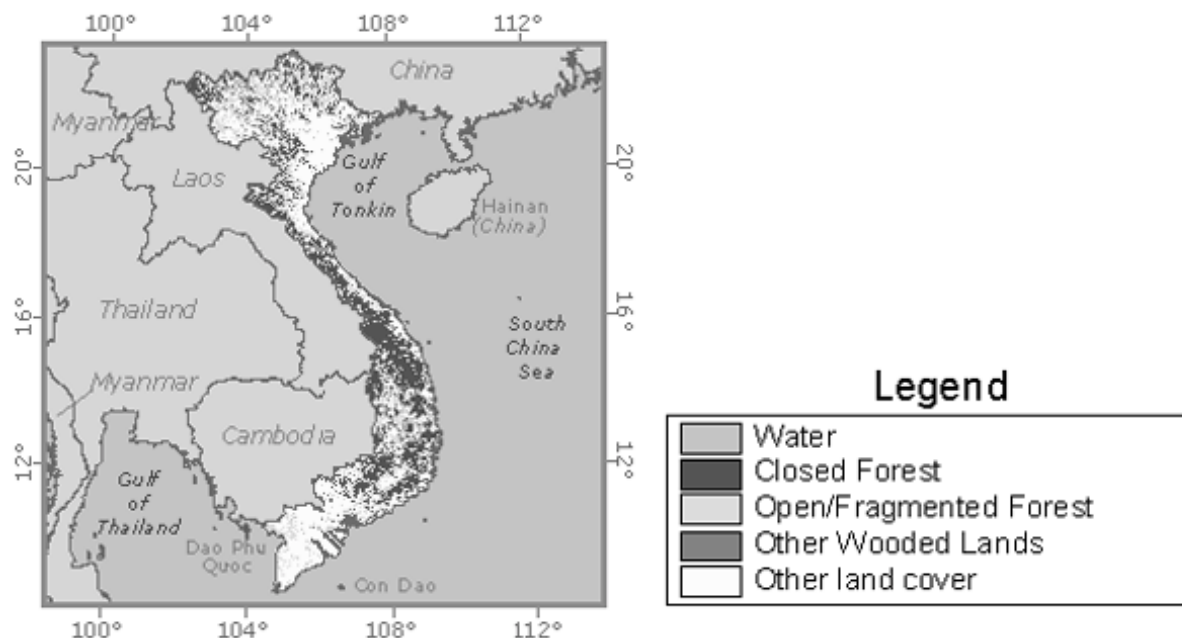 100° 104° 108° 112°
China
Myanmar
Gulf
of
Tonkin
20°
20°
Laos
Hainan
(China)
Thailand
16°
16°
South
China
Sea
Myanmar
Cambodia
12°
12°
Gulf
of
Thailand
Dao Phu
Quoc
Con Dao
100° 104° 108° 112°
Legend
Water
Closed Forest
Open/Fragmented Forest
Other Wooded Lands
Other land cover